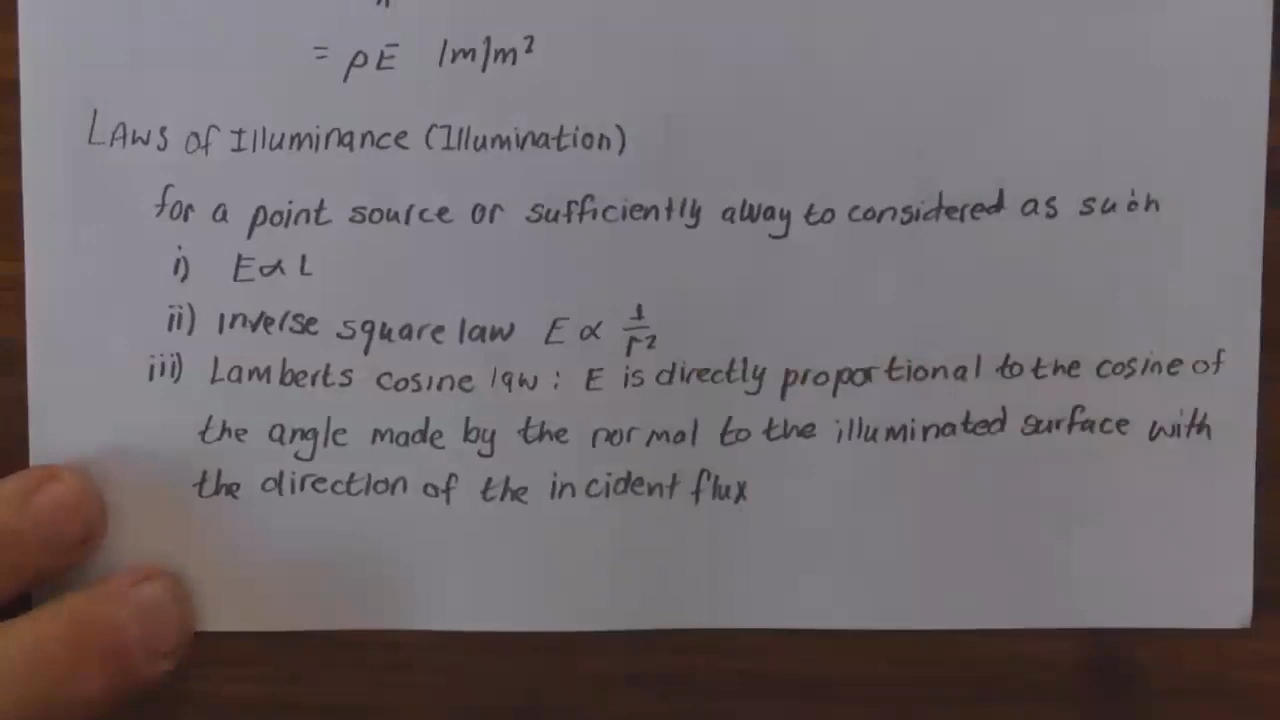 = ρE lm/m²
LAWS of Illuminance (Illumination)
for a point source or sufficiently away to considered as such
i) E ∝ L
ii) inverse square law E ∝ 1/r²
iii) Lamberts cosine law : E is directly proportional to the cosine of
the angle made by the normal to the illuminated surface with
the direction of the incident flux